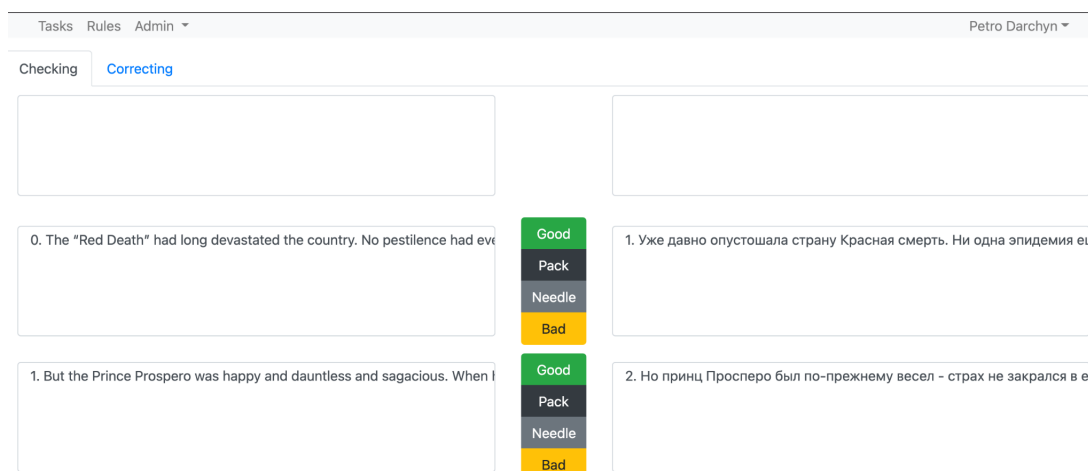 Tasks Rules Admin
Petro Darchyn
Checking Correcting
0. The “Red Death” had long devastated the country. No pestilence had eve
Good
Pack
Needle
Bad
1. Уже давно опустошала страну Красная смерть. Ни одна эпидемия
1. But the Prince Prospero was happy and dauntless and sagacious. When
Good
Pack
Needle
Bad
2. Но принц Просперо был по-прежнему весел - страх не закрался в